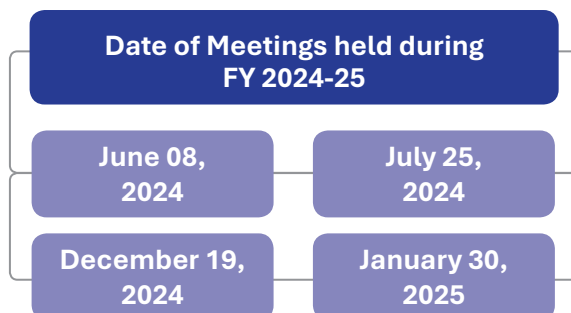 Date of Meetings held during
FY 2024-25
June 08,
2024
July 25,
2024
December 19,
2024
January 30,
2025